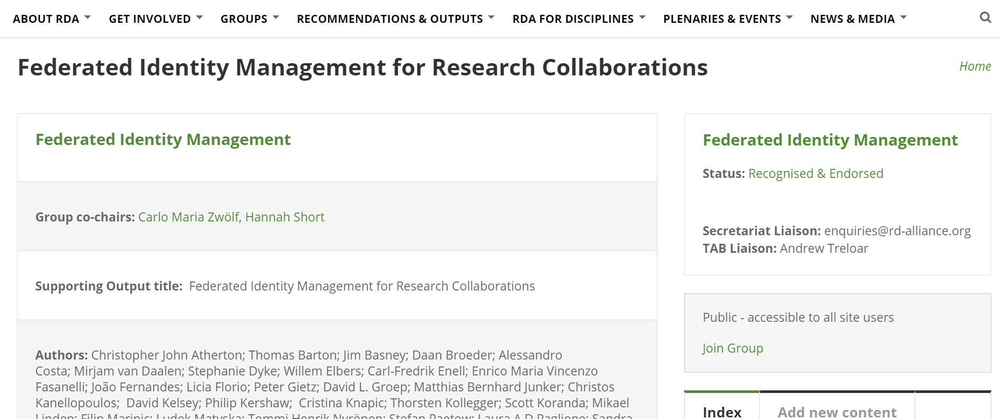 ABOUT RDA GET INVOLVED GROUPS RECOMMENDATIONS & OUTPUTS RDA FOR DISCIPLINES PLENARIES & EVENTS NEWS & MEDIA
Federated Identity Management for Research Collaborations
Home
Federated Identity Management
Group co-chairs: Carlo Maria Zwölf, Hannah Short
Supporting Output title:  Federated Identity Management for Research Collaborations
Authors: Christopher John Atherton; Thomas Barton; Jim Basney; Daan Broeder; Alessandro
Costa; Mirjam van Daalen; Stephanie Dyke; Willem Elbers; Carl-Fredrik Enell; Enrico Maria Vincenzo
Fasanelli; João Fernandes; Licia Florio; Peter Gietz; David L. Groep; Matthias Bernhard Junker; Christos
Kanellopoulos;  David Kelsey; Philip Kershaw;  Cristina Knapic; Thorsten Kollegger; Scott Koranda; Mikael
Linden; Filip Marinic; Ludek Matyska; Tommi Henrik Nyrönen; Stefan Paetow; Laura A D Paglione; Sandra
Federated Identity Management
Status: Recognised & Endorsed
Secretariat Liaison: enquiries@rd-alliance.org
TAB Liaison: Andrew Treloar
Public - accessible to all site users
Join Group
Index Add new content